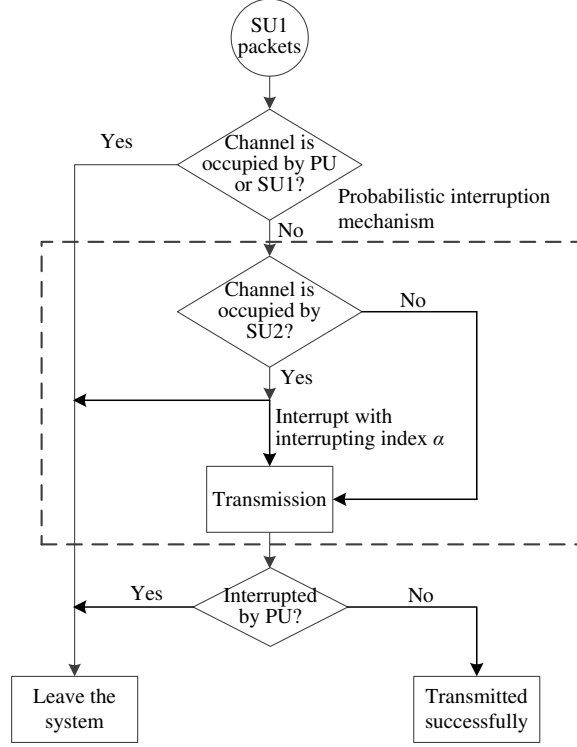 SU1
packets
Channel is
occupied by PU
or SU1?
Yes
Probabilistic interruption
mechanism
No
Channel is
occupied by
SU2?
No
Yes
Interrupt with
interrupting index α
Transmission
Interrupted
by PU?
Yes
No
Leave the
system
Transmitted
successfully